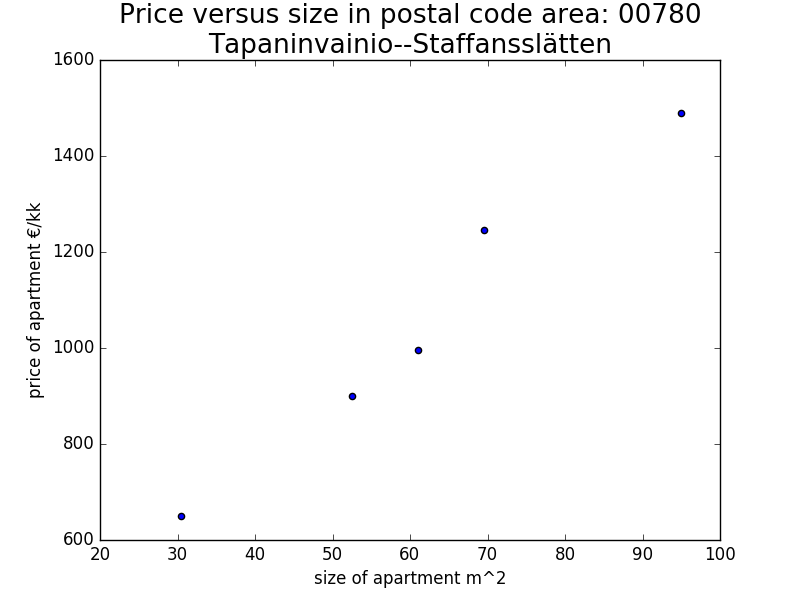 Price versus size in postal code area: 00780
Tapaninvainio--Staffansslätten
1600
1400
1200
1000
800
600
price of apartment €/kk
20 30 40 50 60 70 80 90 100
size of apartment m^2